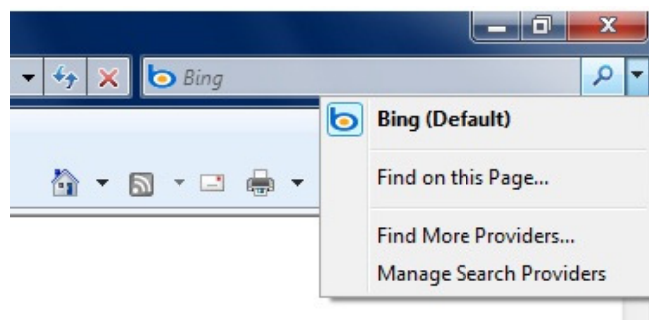 Bing
Bing (Default)
Find on this Page...
Find More Providers...
Manage Search Providers